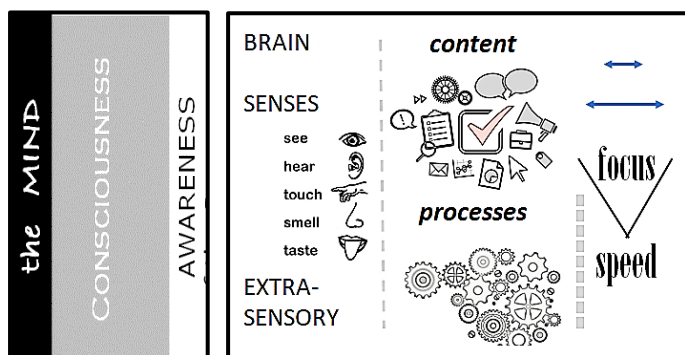 the MIND
CONSCIOUSNESS
AWARENESS
BRAIN
SENSES
see
hear
touch
smell
taste
EXTRA-
SENSORY
content
processes
focus
speed